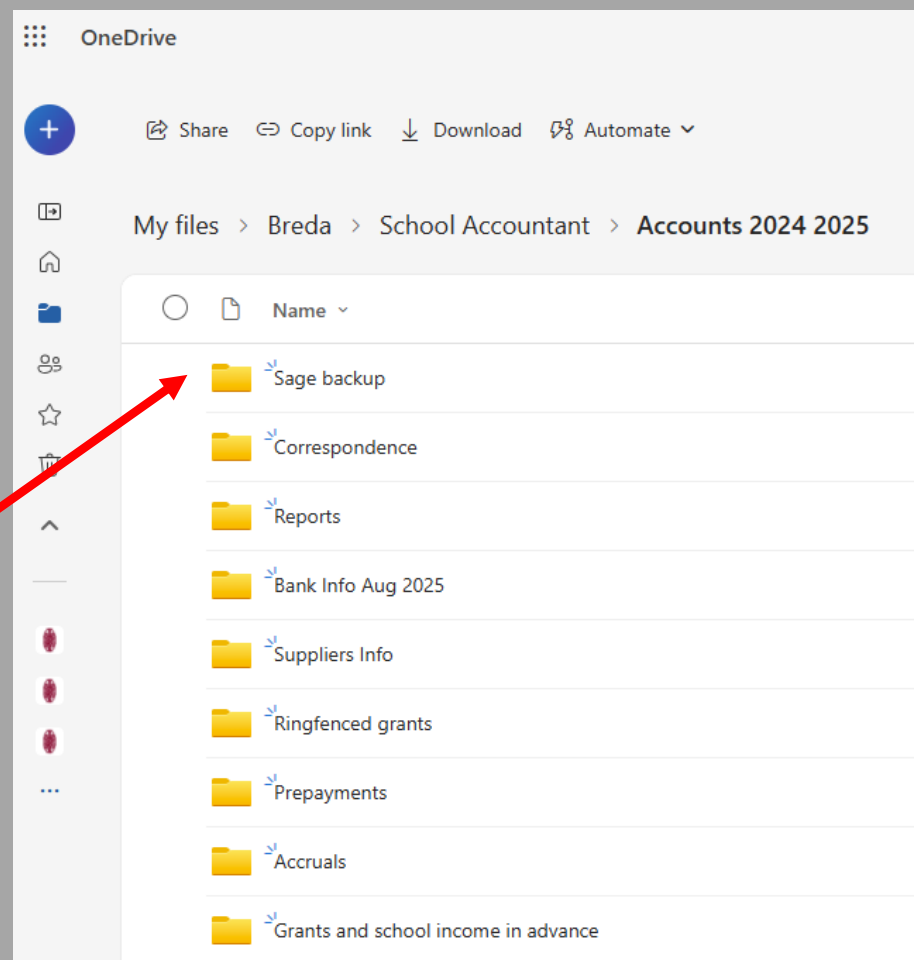 OneDrive
Share Copy link Download Automate
My files > Breda > School Accountant > Accounts 2024 2025
Name
Sage backup
Correspondence
Reports
Bank Info Aug 2025
Suppliers Info
Ringfenced grants
Prepayments
Accruals
Grants and school income in advance